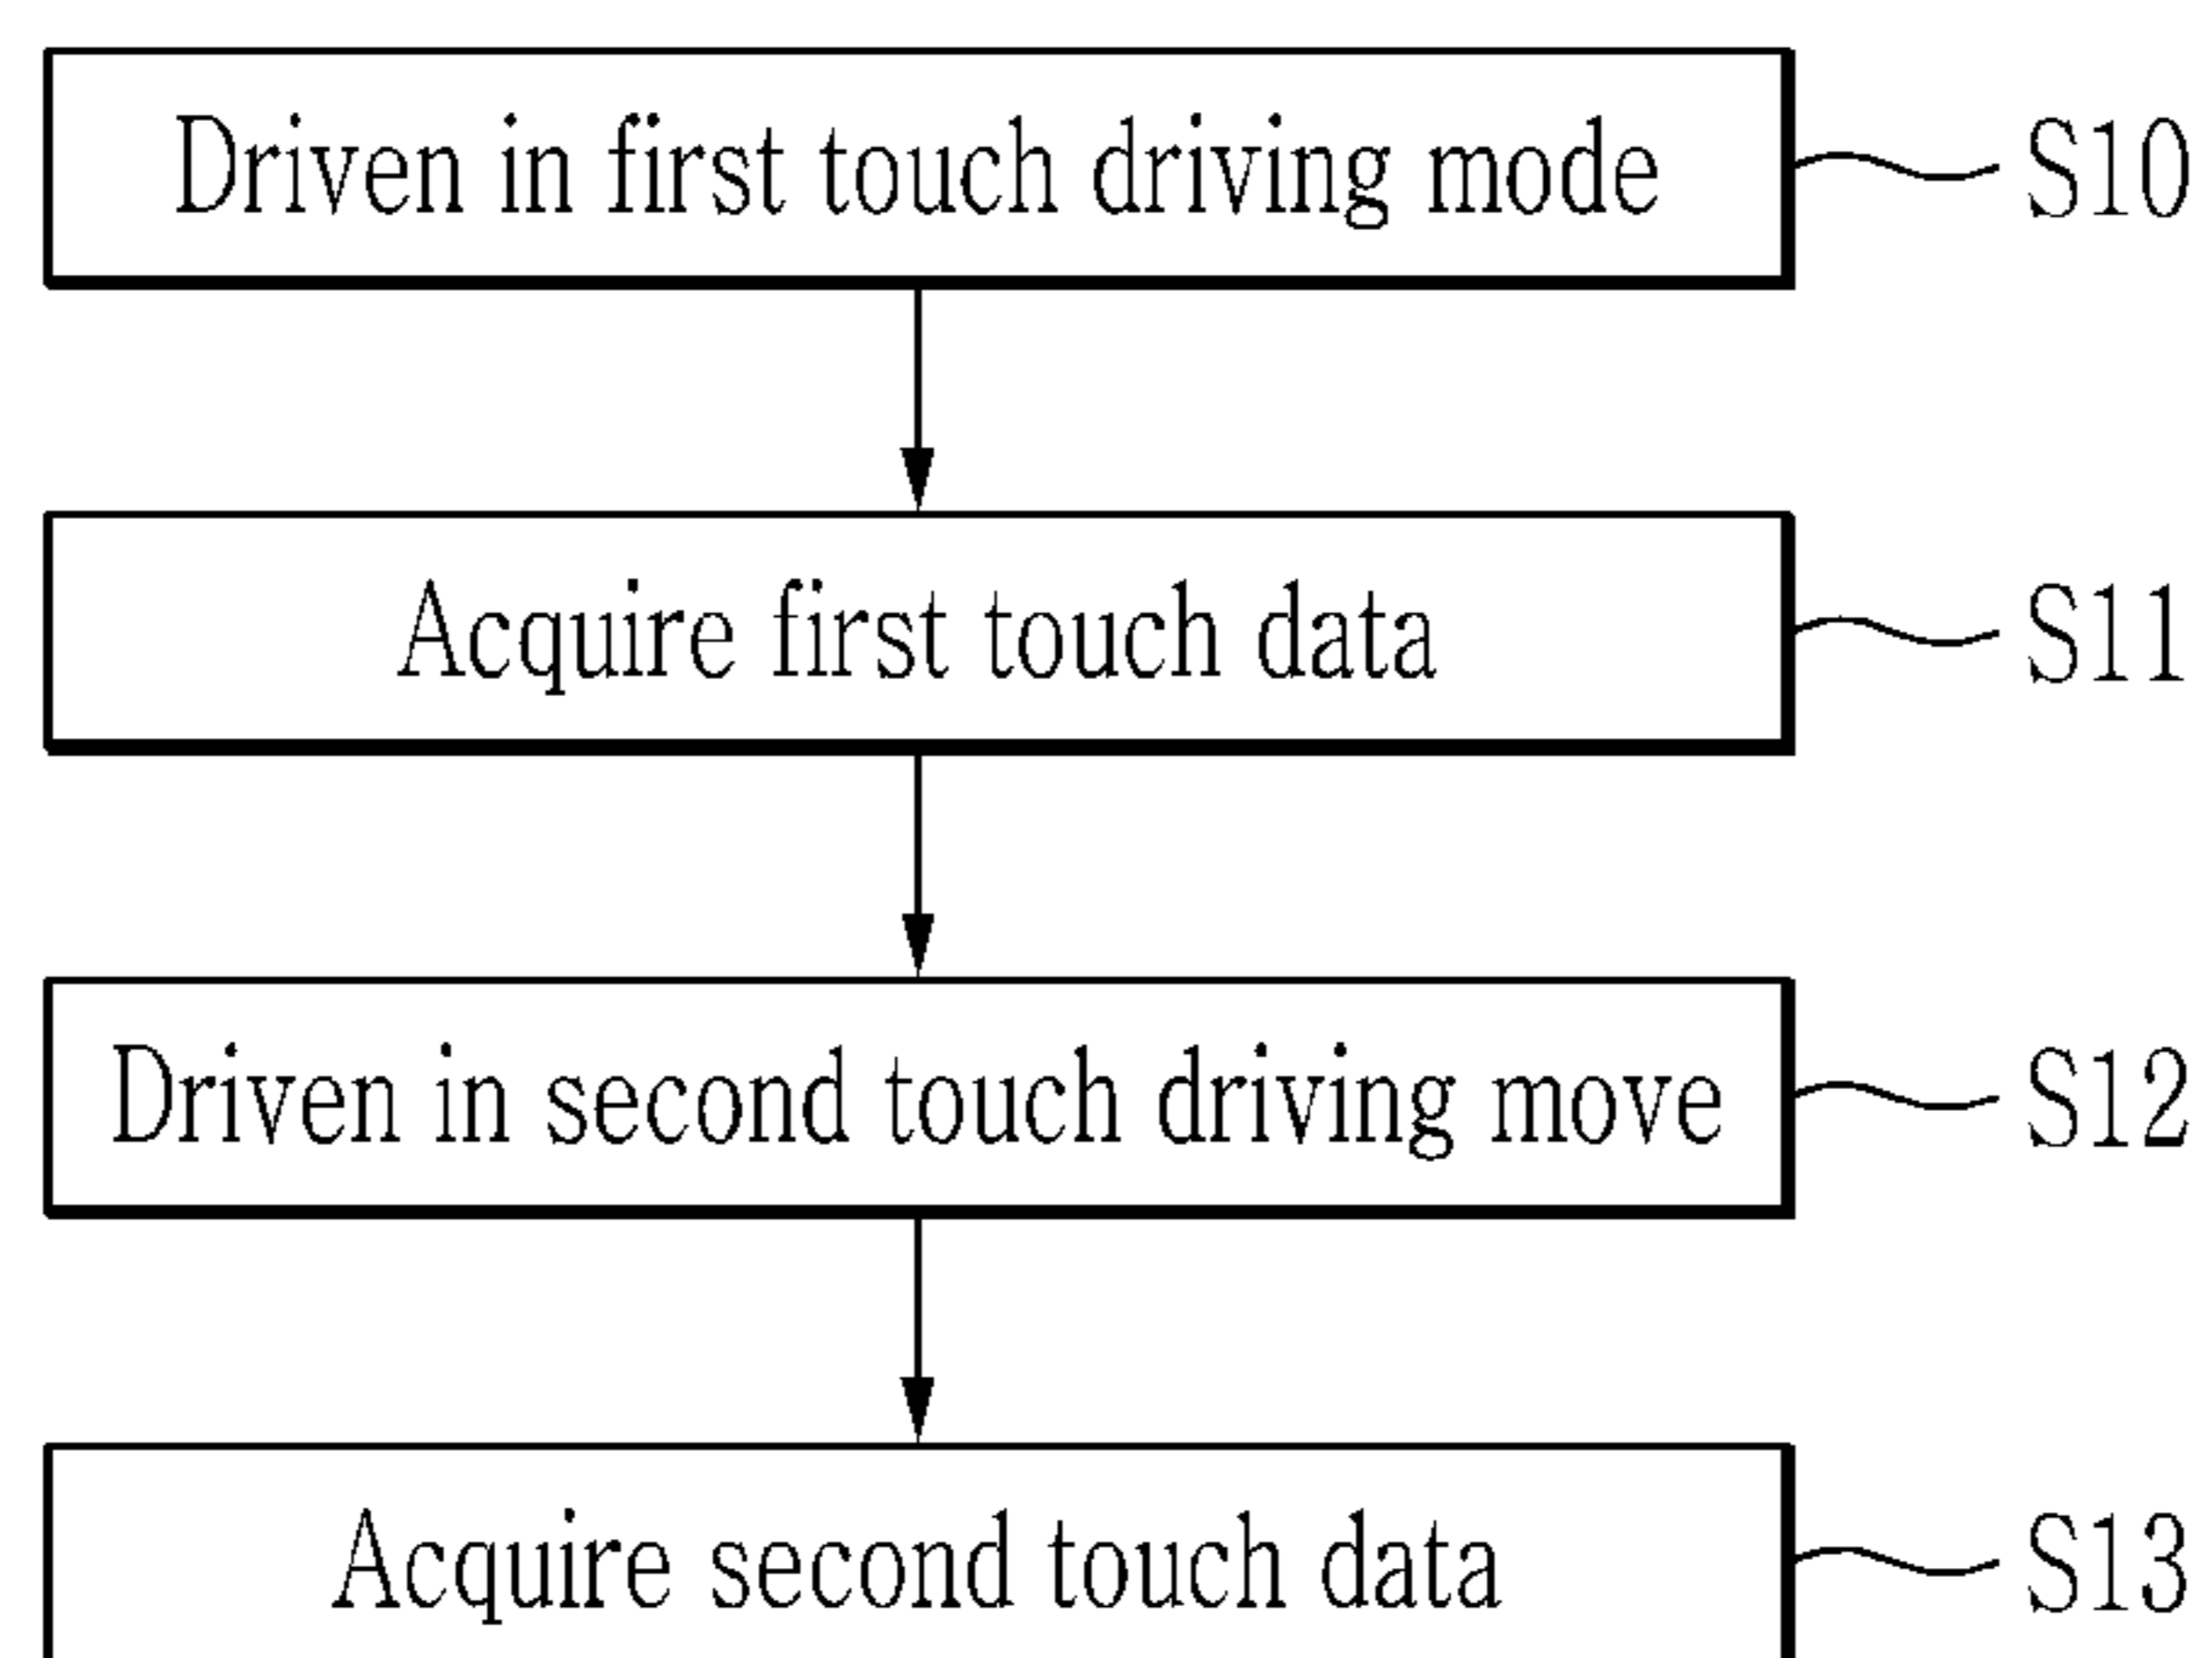 Driven in first touch driving mode S10
Acquire first touch data S11
Driven in second touch driving move S12
Acquire second touch data S13